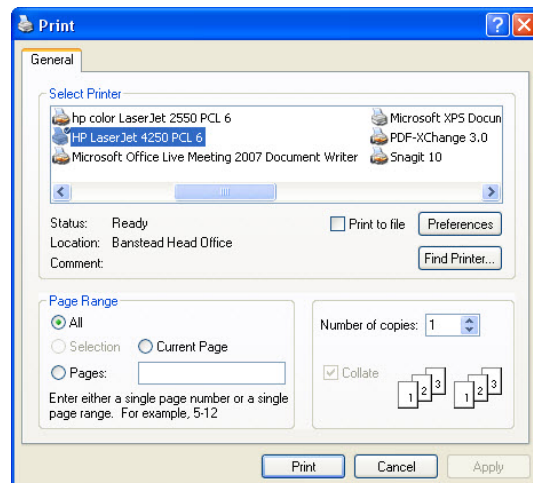 Print
General
Select Printer
hp color LaserJet 2550 PCL 6
HP LaserJet 4250 PCL 6
Microsoft Office Live Meeting 2007 Document Writer
Microsoft XPS Docun
PDF-XChange 3.0
Snagit 10
Status: Ready
Location: Banstead Head Office
Comment:
Print to file
Preferences
Find Printer...
Page Range
All
Selection
Current Page
Pages:
Enter either a single page number or a single
page range. For example, 5-12
Number of copies: 1
Collate
1 2 3 1 2 3
Print
Cancel
Apply